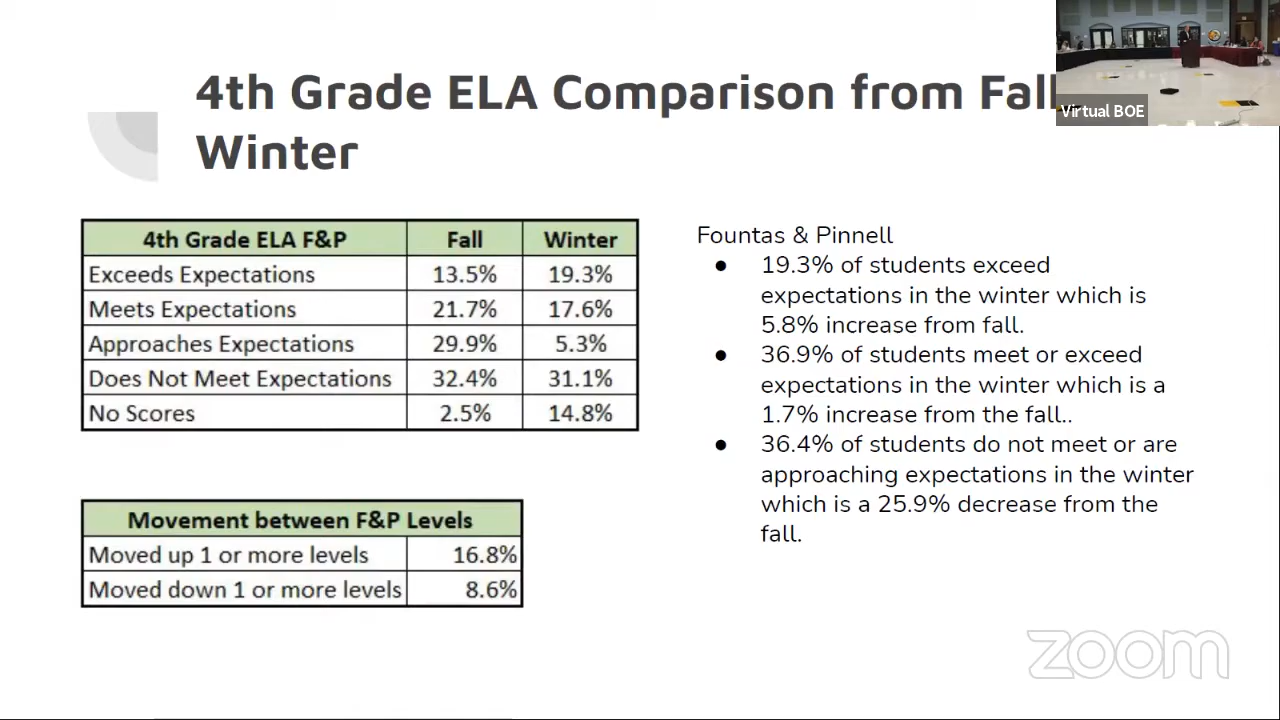 4th Grade ELA Comparison from Fall
Winter
Virtual BOE
4th Grade ELA F&P Fall Winter
Exceeds Expectations 13.5% 19.3%
Meets Expectations 21.7% 17.6%
Approaches Expectations 29.9% 5.3%
Does Not Meet Expectations 32.4% 31.1%
No Scores 2.5% 14.8%
Movement between F&P Levels
Moved up 1 or more levels 16.8%
Moved down 1 or more levels 8.6%
Fountas & Pinnell
● 19.3% of students exceed
expectations in the winter which is
5.8% increase from fall.
● 36.9% of students meet or exceed
expectations in the winter which is a
1.7% increase from the fall..
● 36.4% of students do not meet or are
approaching expectations in the winter
which is a 25.9% decrease from the
fall.
zoom